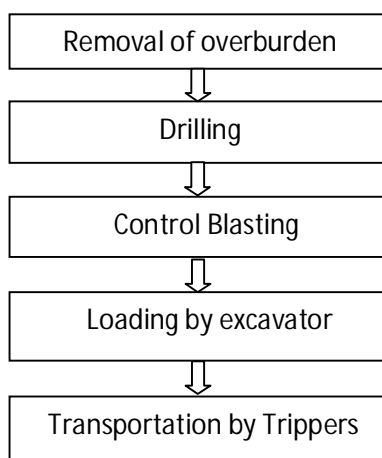 Removal of overburden
Drilling
Control Blasting
Loading by excavator
Transportation by Trippers